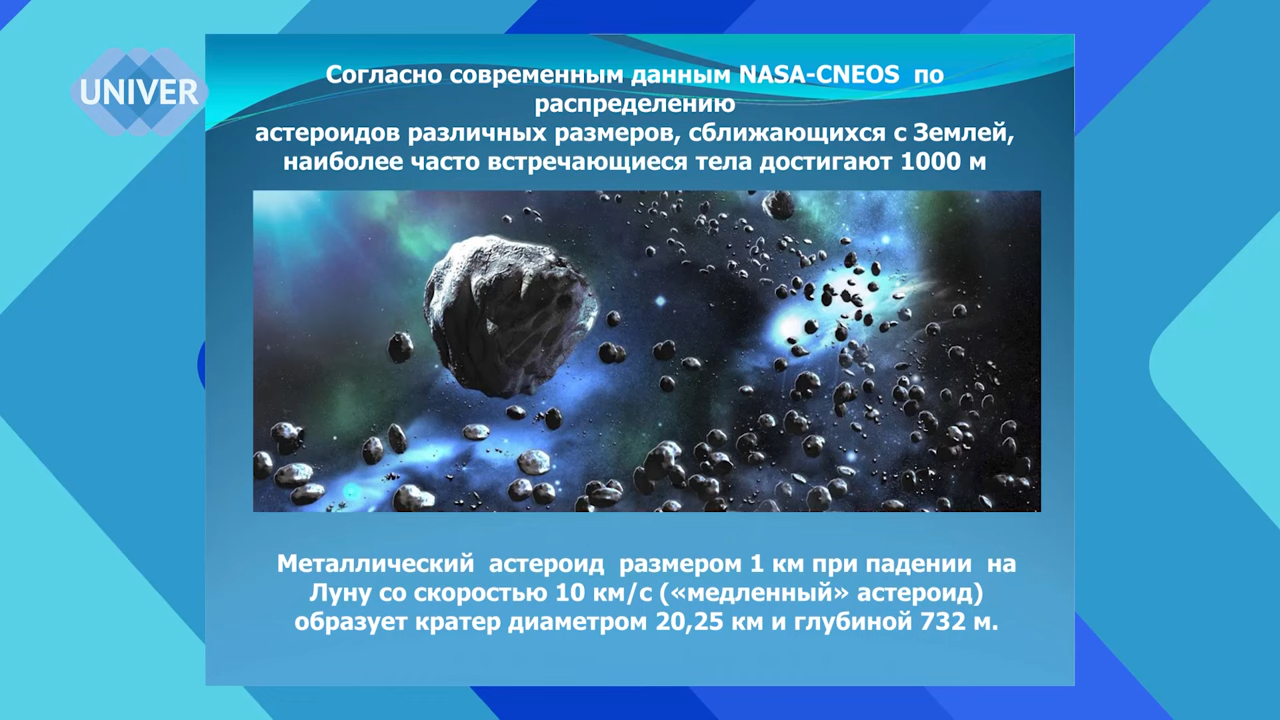 UNIVER
Согласно современным данным NASA-CNEOS по
распределению
астероидов различных размеров, сближающихся с Землей,
наиболее часто встречающиеся тела достигают 1000 м
Металлический астероид размером 1 км при падении на
Луну со скоростью 10 км/с («медленный» астероид)
образует кратер диаметром 20,25 км и глубиной 732 м.